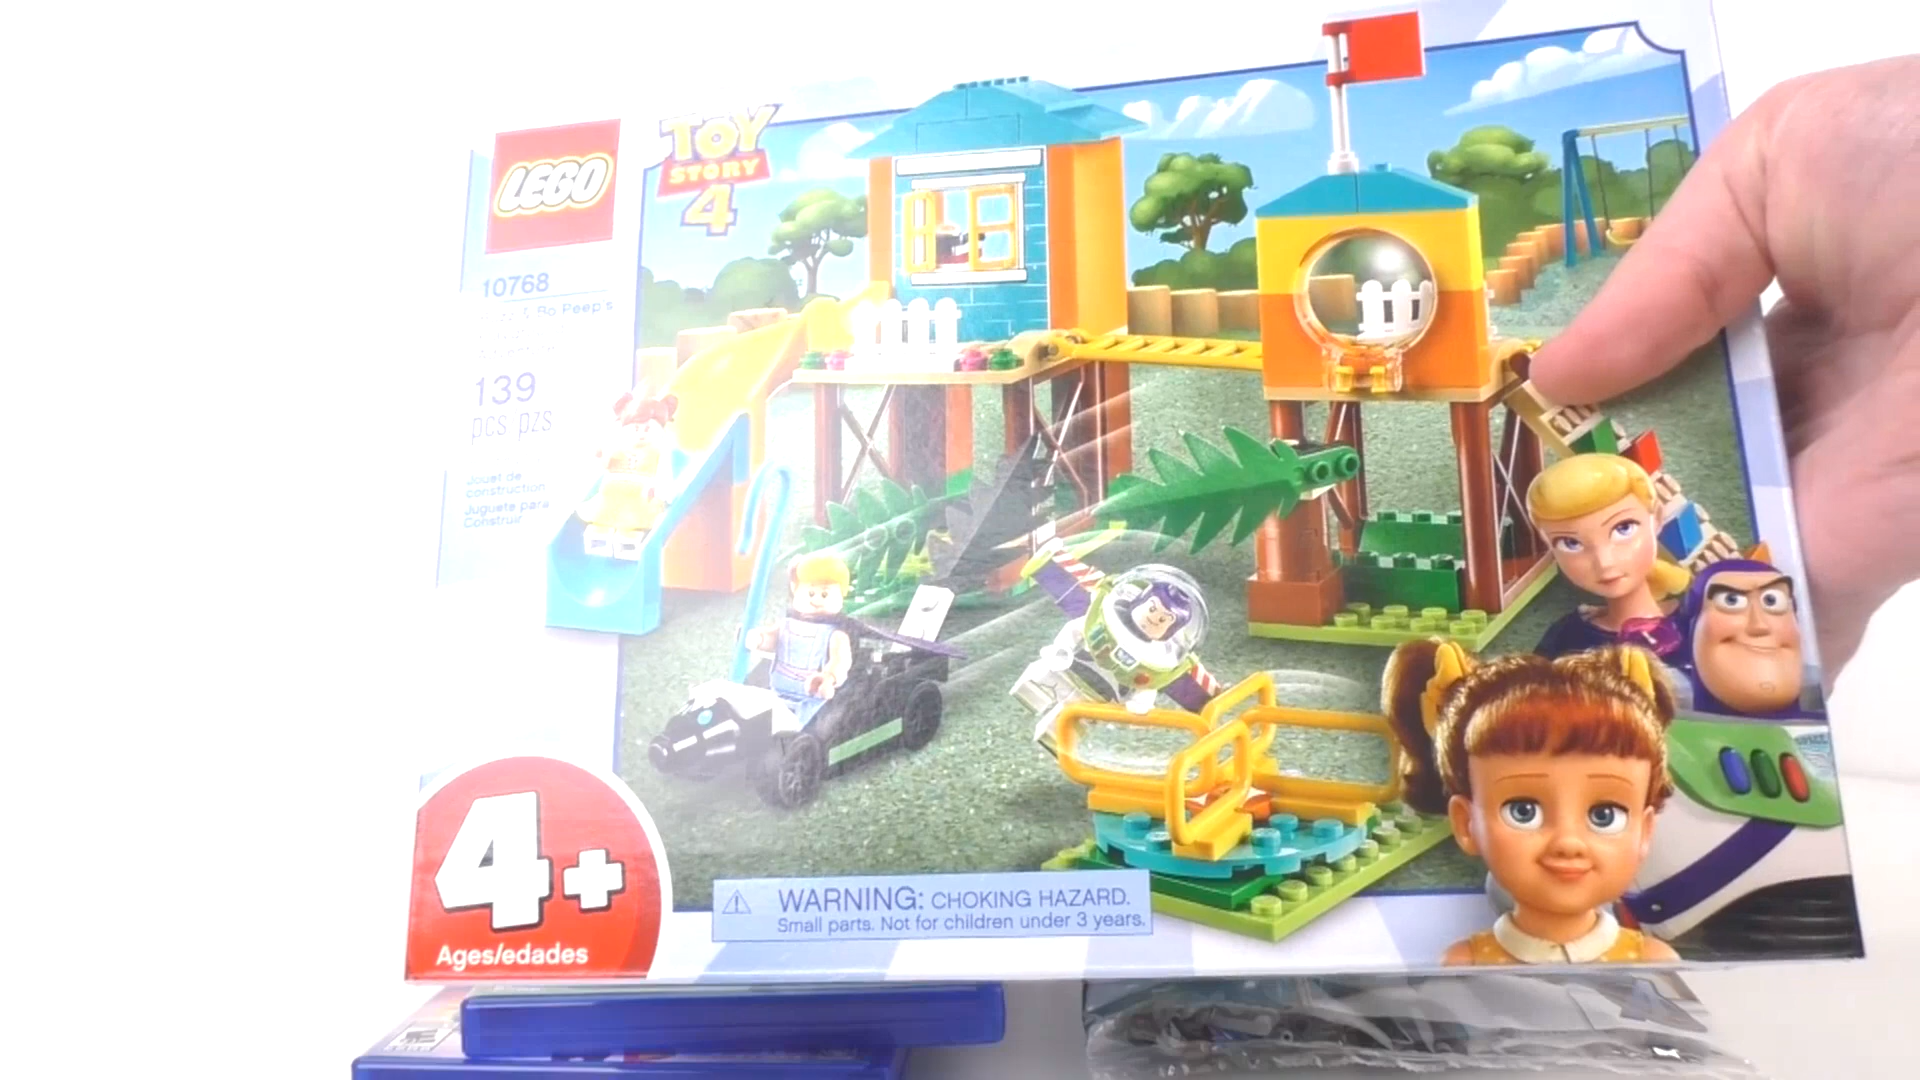 LEGO
TOY
STORY
4
10768
& Bo Peep's
139
pcs pzs
Jouet de
construction
Juguete para
Construir
4+
Ages/edades
WARNING: CHOKING HAZARD.
Small parts. Not for children under 3 years.